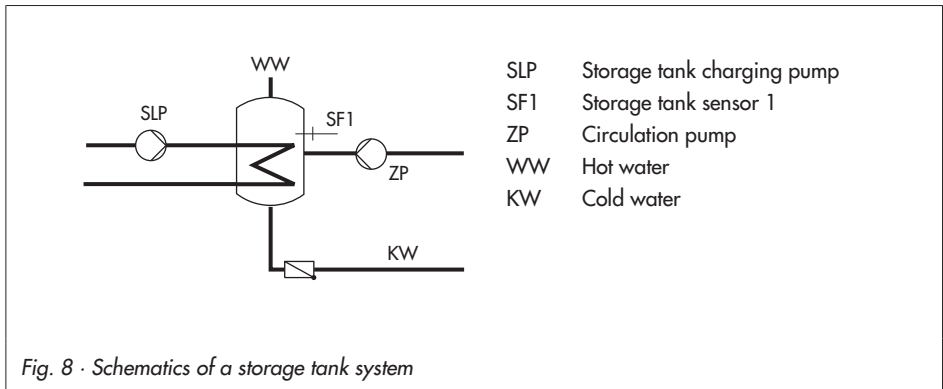 WW
SLP
SF1
ZP
KW
SLP Storage tank charging pump
SF1 Storage tank sensor 1
ZP Circulation pump
WW Hot water
KW Cold water
Fig. 8 · Schematics of a storage tank system